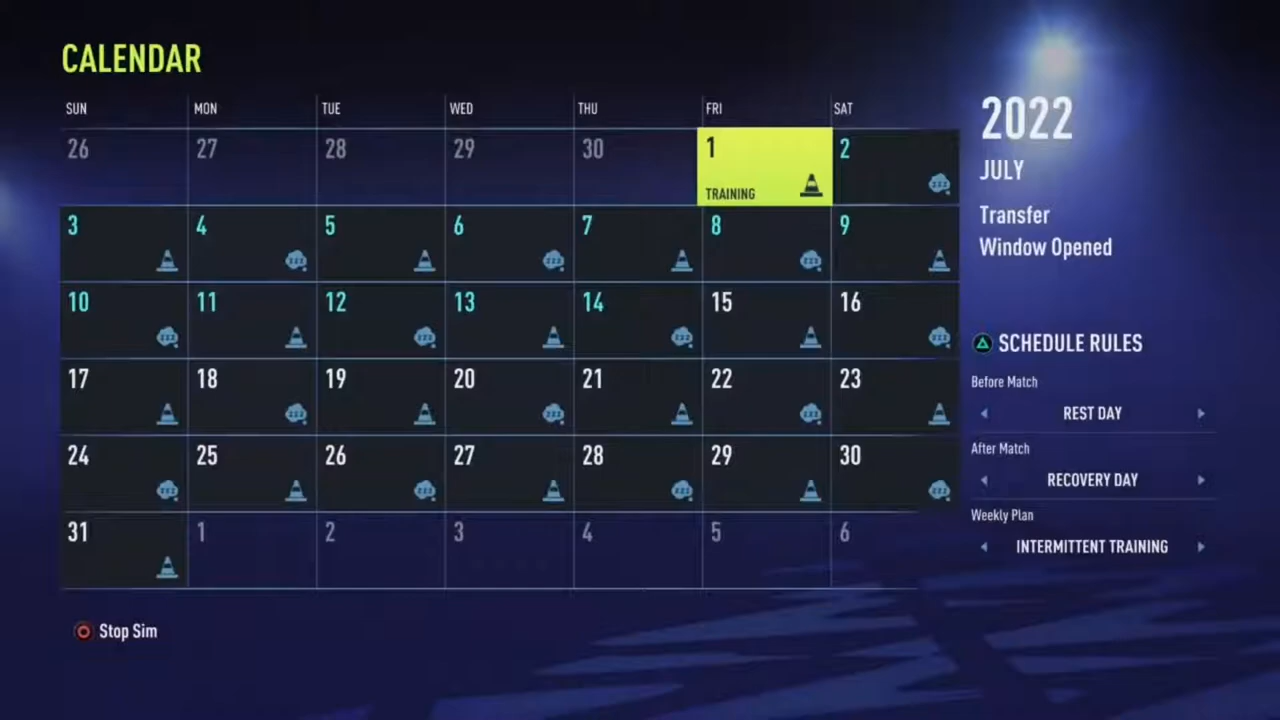 CALENDAR
SUN MON TUE WED THU FRI SAT
26 27 28 29 30 1 2
TRAINING
3 4 5 6 7 8 9
10 11 12 13 14 15 16
17 18 19 20 21 22 23
24 25 26 27 28 29 30
31 1 2 3 4 5 6
Stop Sim
2022
JULY
Transfer
Window Opened
SCHEDULE RULES
Before Match
REST DAY
After Match
RECOVERY DAY
Weekly Plan
INTERMITTENT TRAINING